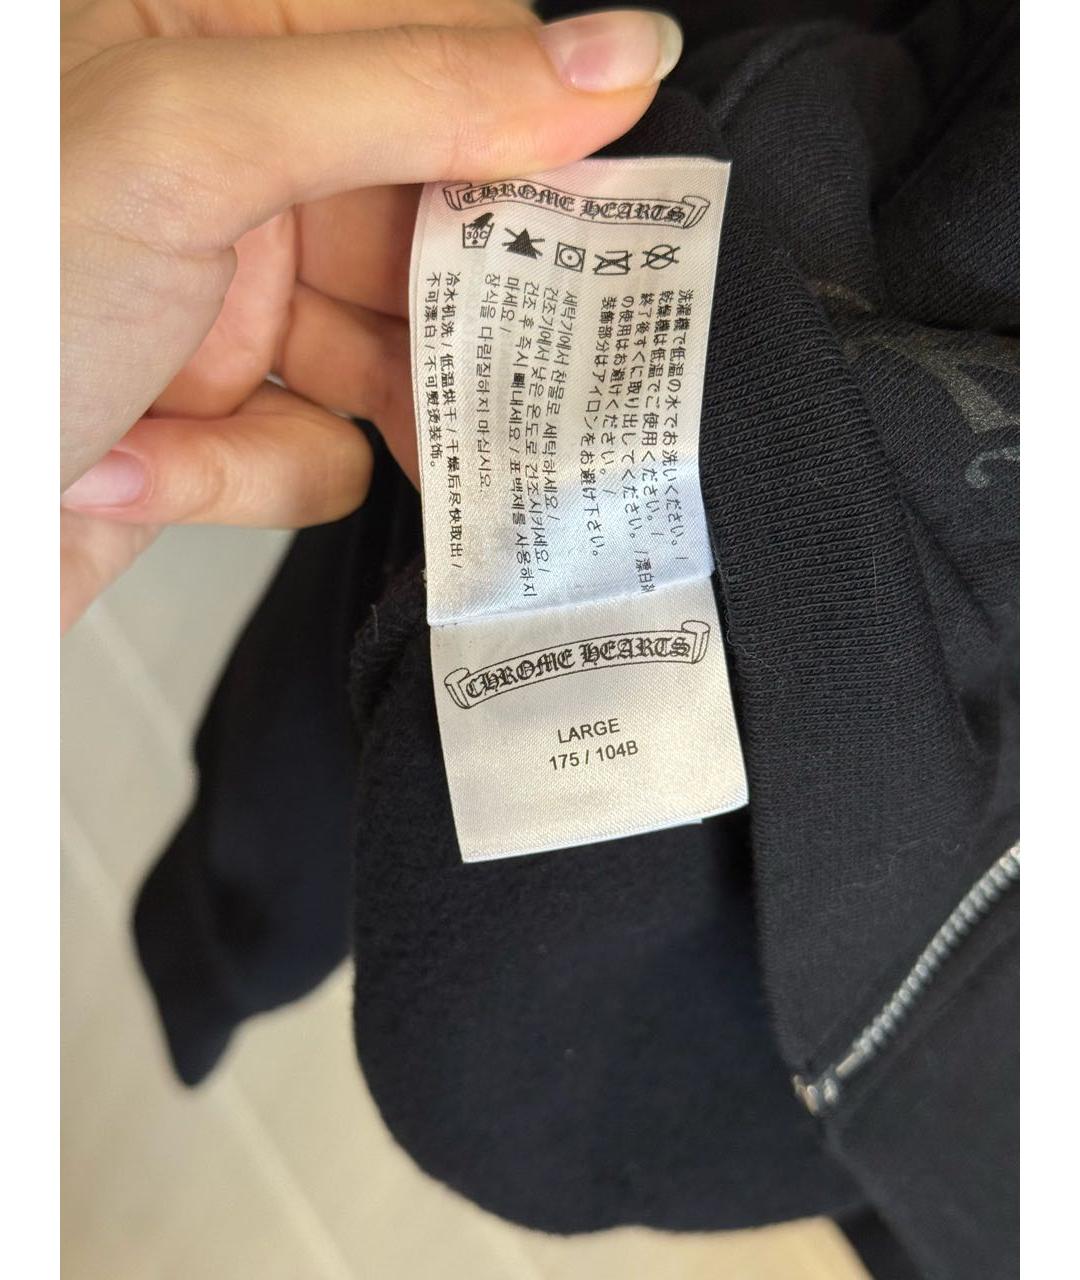 CHROME HEARTS
30C
洗濯機で低温の水でお洗いください。/
乾燥機は低温でご使用ください。/
終了後すぐに取り出してください。/漂白剤
の使用はお避けください。/
装飾部分はアイロンをお避け下さい。
세탁기에서 찬물로 세탁하세요/
건조기에서 낮은 온도로 건조시키세요/
건조 후 즉시 빼내세요/표백제를 사용하지
마세요/
장식을 다림질하지 마십시오.
冷水机洗/低温烘干/干燥后尽快取出/
不可漂白/不可熨烫装饰。
CHROME HEARTS
LARGE
175 / 104B